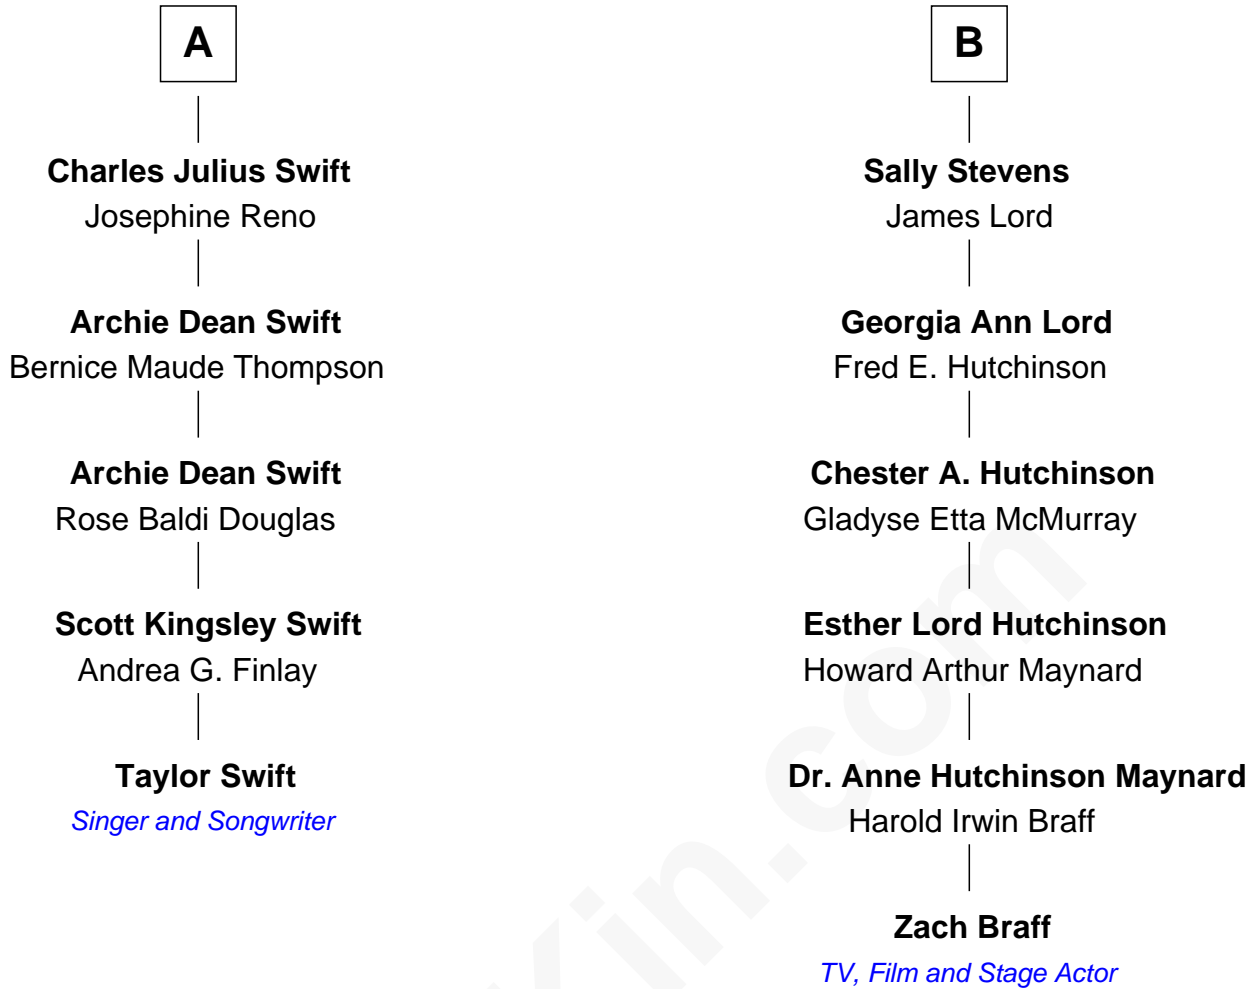 A
Charles Julius Swift
Josephine Reno
Archie Dean Swift
Bernice Maude Thompson
Archie Dean Swift
Rose Baldi Douglas
Scott Kingsley Swift
Andrea G. Finlay
Taylor Swift
Singer and Songwriter
B
Sally Stevens
James Lord
Georgia Ann Lord
Fred E. Hutchinson
Chester A. Hutchinson
Gladyse Etta McMurray
Esther Lord Hutchinson
Howard Arthur Maynard
Dr. Anne Hutchinson Maynard
Harold Irwin Braff
Zach Braff
TV, Film and Stage Actor
Kin.com